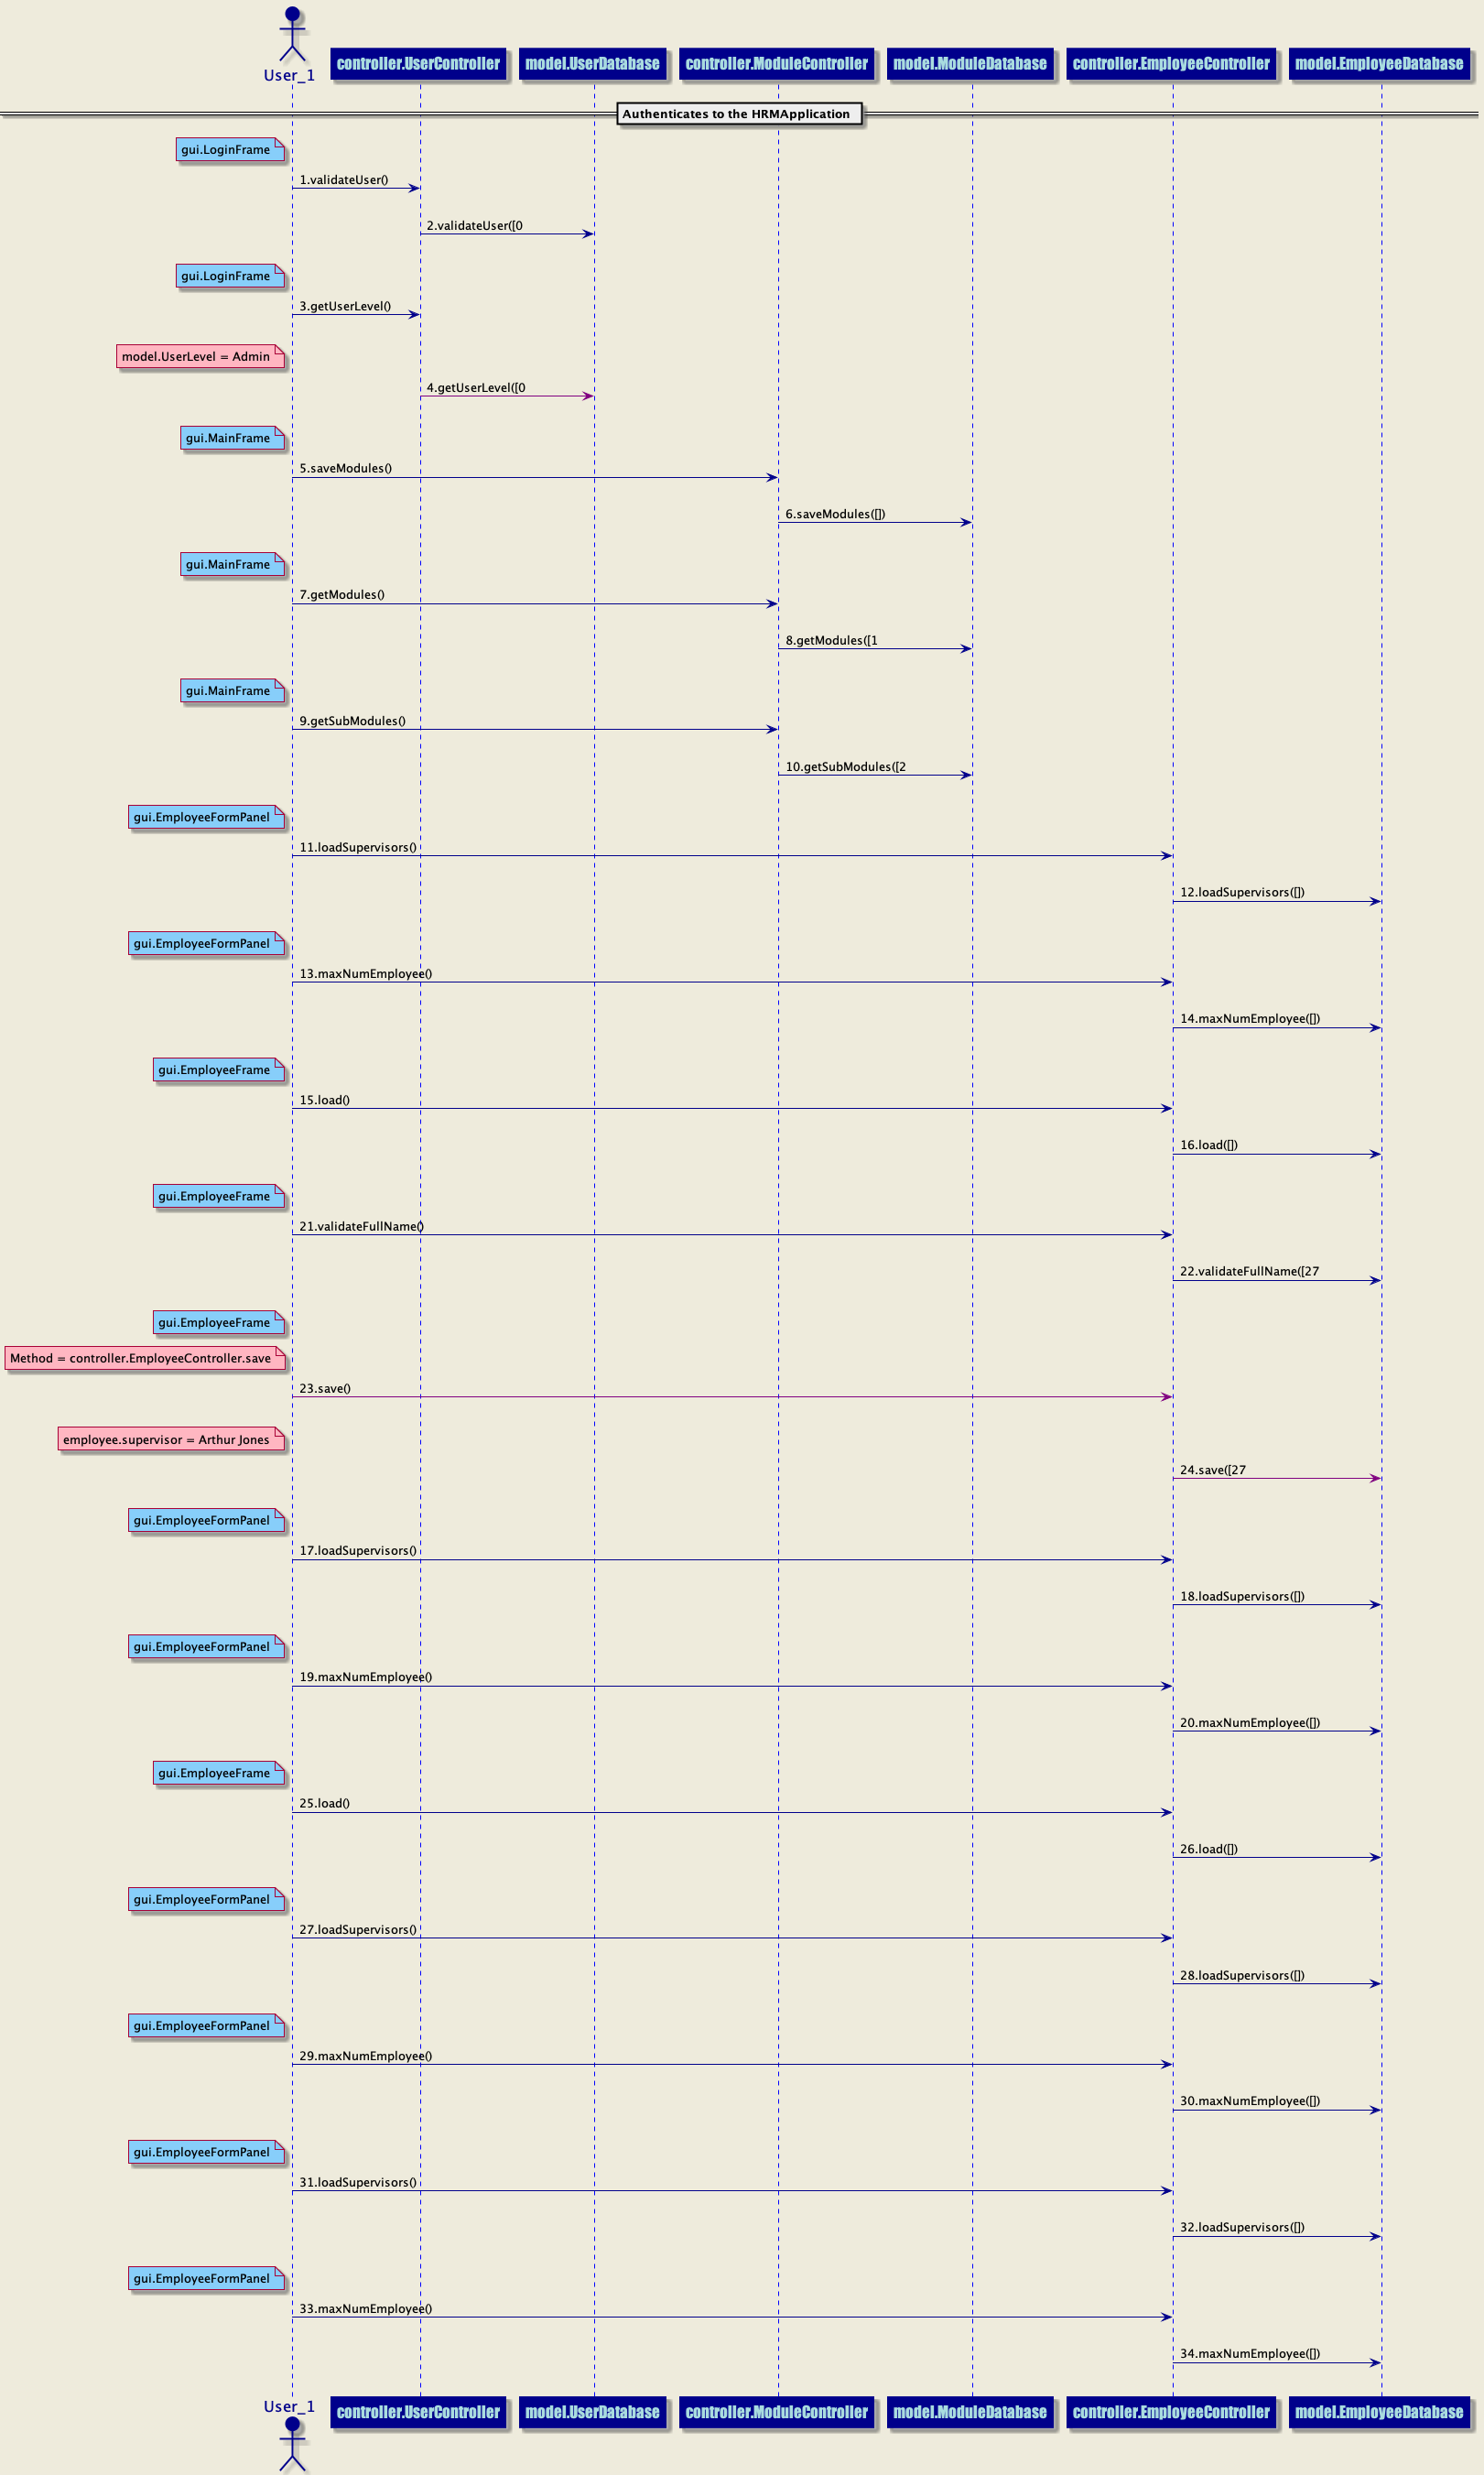 User_1
controller.UserController
model.UserDatabase
controller.ModuleController
model.ModuleDatabase
controller.EmployeeController
model.EmployeeDatabase
Authenticates to the HRMApplication
gui.LoginFrame
1.validateUser()
2.validateUser([0
gui.LoginFrame
3.getUserLevel()
model.UserLevel = Admin
4.getUserLevel([0
gui.MainFrame
5.saveModules()
6.saveModules([])
gui.MainFrame
7.getModules()
8.getModules([1
gui.MainFrame
9.getSubModules()
10.getSubModules([2
gui.EmployeeFormPanel
11.loadSupervisors()
12.loadSupervisors([])
gui.EmployeeFormPanel
13.maxNumEmployee()
14.maxNumEmployee([])
gui.EmployeeFrame
15.load()
16.load([])
gui.EmployeeFrame
21.validateFullName()
22.validateFullName([27
gui.EmployeeFrame
Method = controller.EmployeeController.save
23.save()
employee.supervisor = Arthur Jones
24.save([27
gui.EmployeeFormPanel
17.loadSupervisors()
18.loadSupervisors([])
gui.EmployeeFormPanel
19.maxNumEmployee()
20.maxNumEmployee([])
gui.EmployeeFrame
25.load()
26.load([])
gui.EmployeeFormPanel
27.loadSupervisors()
28.loadSupervisors([])
gui.EmployeeFormPanel
29.maxNumEmployee()
30.maxNumEmployee([])
gui.EmployeeFormPanel
31.loadSupervisors()
32.loadSupervisors([])
gui.EmployeeFormPanel
33.maxNumEmployee()
34.maxNumEmployee([])
User_1
controller.UserController
model.UserDatabase
controller.ModuleController
model.ModuleDatabase
controller.EmployeeController
model.EmployeeDatabase